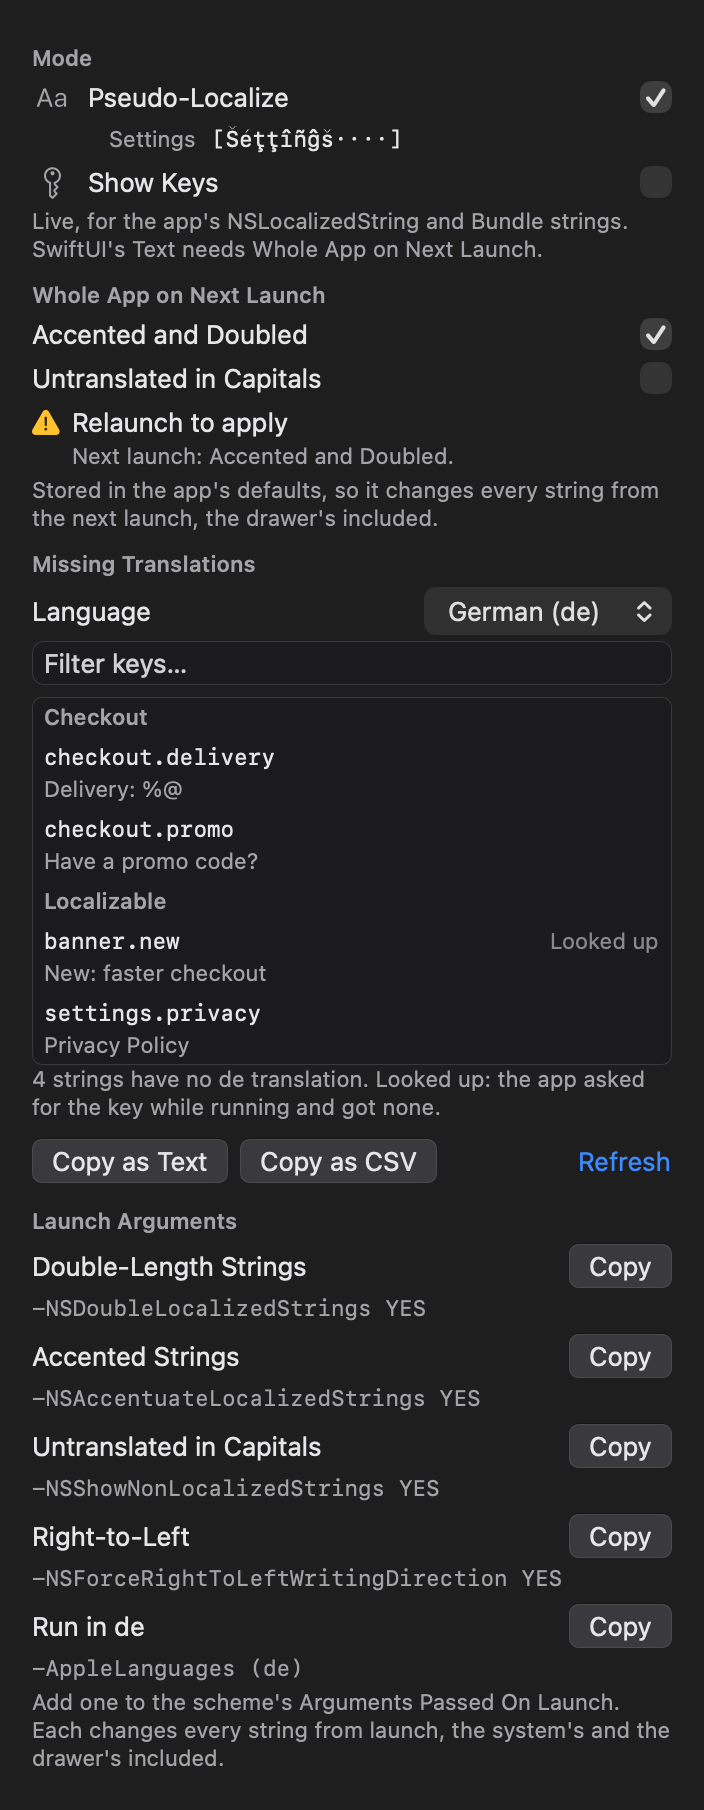 Mode
Aa Pseudo-Localize
Settings [Šéţţîñĝš····]
Show Keys
Live, for the app's NSLocalizedString and Bundle strings.
SwiftUI's Text needs Whole App on Next Launch.
Whole App on Next Launch
Accented and Doubled
Untranslated in Capitals
Relaunch to apply
Next launch: Accented and Doubled.
Stored in the app's defaults, so it changes every string from
the next launch, the drawer's included.
Missing Translations
Language German (de)
Filter keys...
Checkout
checkout.delivery
Delivery: %@
checkout.promo
Have a promo code?
Localizable
banner.new Looked up
New: faster checkout
settings.privacy
Privacy Policy
4 strings have no de translation. Looked up: the app asked
for the key while running and got none.
Copy as Text Copy as CSV Refresh
Launch Arguments
Double-Length Strings Copy
-NSDoubleLocalizedStrings YES
Accented Strings Copy
-NSAccentuateLocalizedStrings YES
Untranslated in Capitals Copy
-NSShowNonLocalizedStrings YES
Right-to-Left Copy
-NSForceRightToLeftWritingDirection YES
Run in de Copy
-AppleLanguages (de)
Add one to the scheme's Arguments Passed On Launch.
Each changes every string from launch, the system's and the
drawer's included.